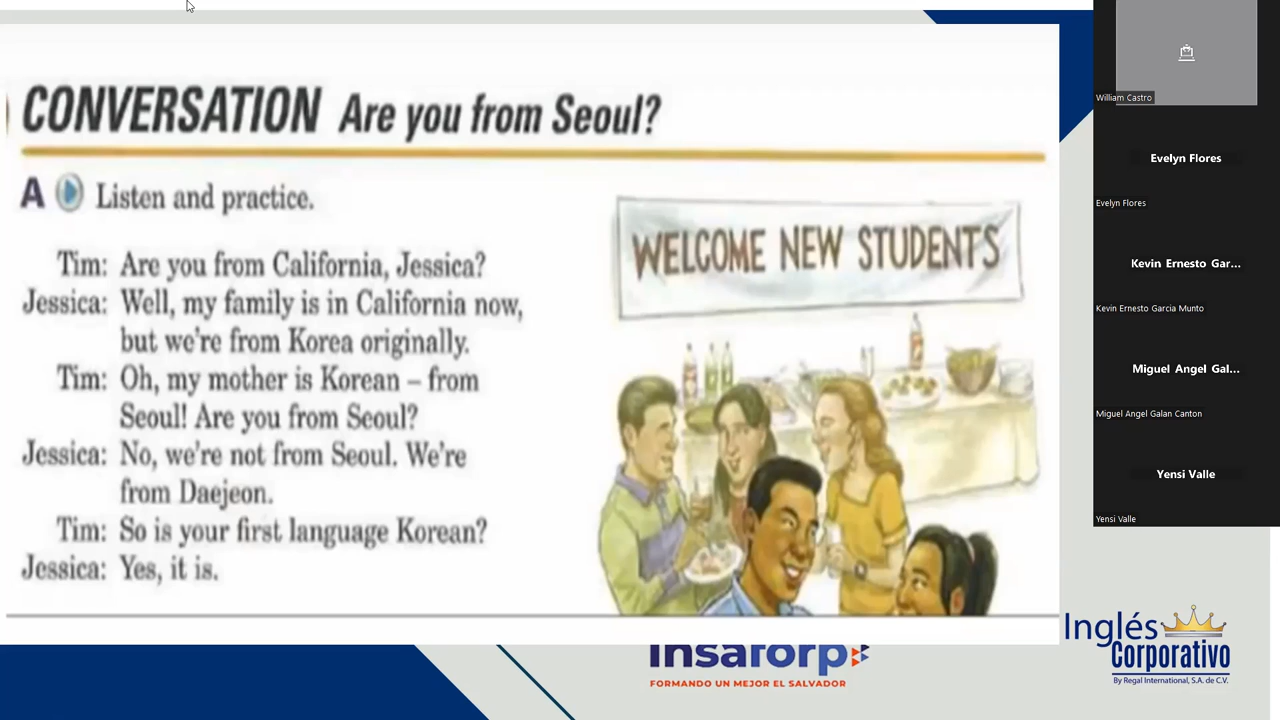 CONVERSATION Are you from Seoul?
A Listen and practice.
Tim: Are you from California, Jessica?
Jessica: Well, my family is in California now,
but we're from Korea originally.
Tim: Oh, my mother is Korean – from
Seoul! Are you from Seoul?
Jessica: No, we're not from Seoul. We're
from Daejeon.
Tim: So is your first language Korean?
Jessica: Yes, it is.
WELCOME NEW STUDENTS
William Castro
Evelyn Flores
Evelyn Flores
Kevin Ernesto Gar...
Kevin Ernesto Garcia Munto
Miguel Angel Gal...
Miguel Angel Galan Canton
Yensi Valle
Yensi Valle
insaforp
FORMANDO UN MEJOR EL SALVADOR
Inglés
Corporativo
By Regal International, S.A. de C.V.